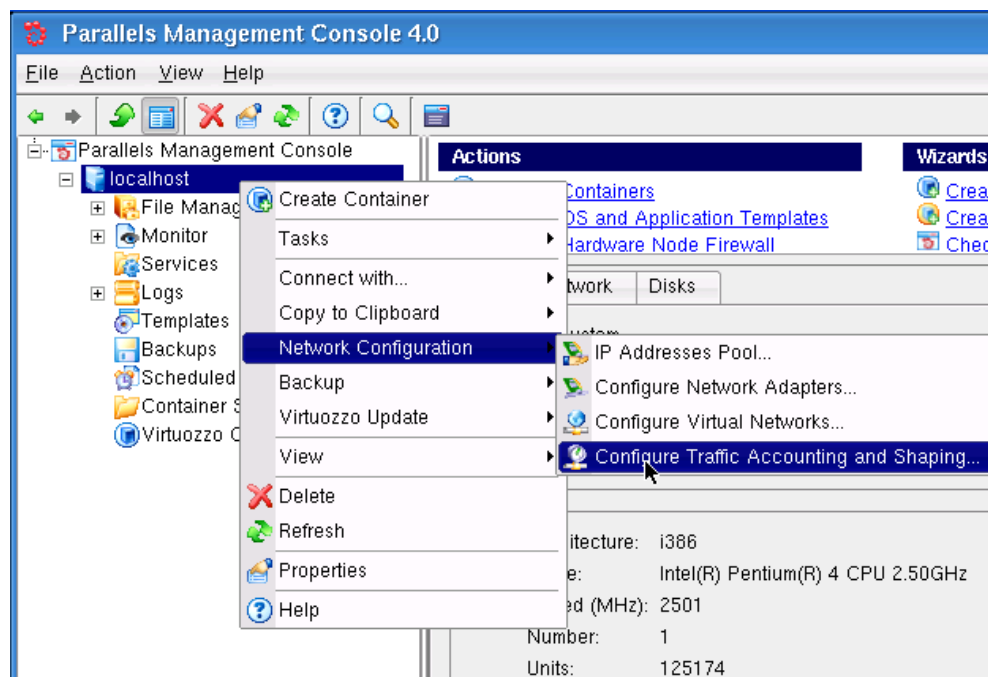 Parallels Management Console 4.0
File Action View Help
Parallels Management Console
localhost
File Manag
Monitor
Services
Logs
Templates
Backups
Scheduled
Container
Virtuozzo
Create Container
Tasks
Connect with...
Copy to Clipboard
Network Configuration
Backup
Virtuozzo Update
View
Delete
Refresh
Properties
Help
IP Addresses Pool...
Configure Network Adapters...
Configure Virtual Networks...
Configure Traffic Accounting and Shaping...
Actions
Containers
OS and Application Templates
Hardware Node Firewall
Wizards
Crea
Crea
Chec
twork
Disks
itecture: i386
e: Intel(R) Pentium(R) 4 CPU 2.50GHz
ed (MHz): 2501
Number: 1
Units: 125174